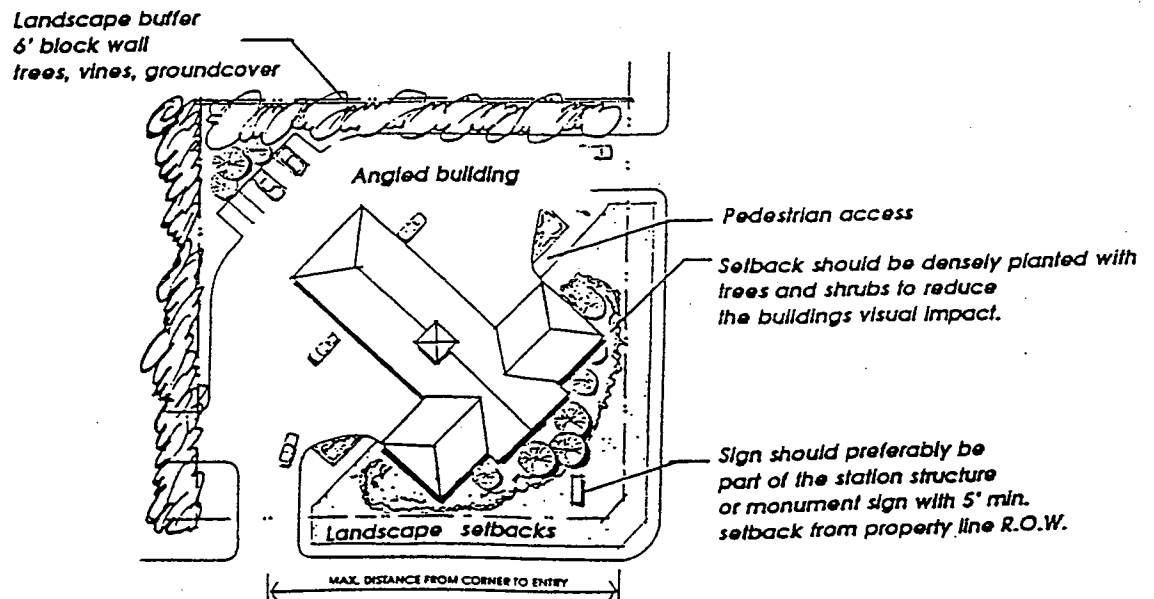 Landscape buffer
6' block wall
trees, vines, groundcover
Angled building
Pedestrian access
Setback should be densely planted with
trees and shrubs to reduce
the buildings visual impact.
Sign should preferably be
part of the station structure
or monument sign with 5' min.
setback from property line R.O.W.
Landscape setbacks
MAX. DISTANCE FROM CORNER TO ENTRY